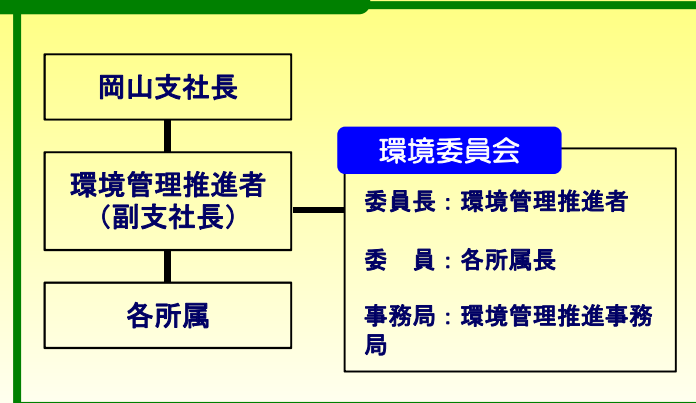 岡山支社長
環境管理推進者
（副支社長）
各所属
環境委員会
委員長：環境管理推進者
委　員：各所属長
事務局：環境管理推進事務
局